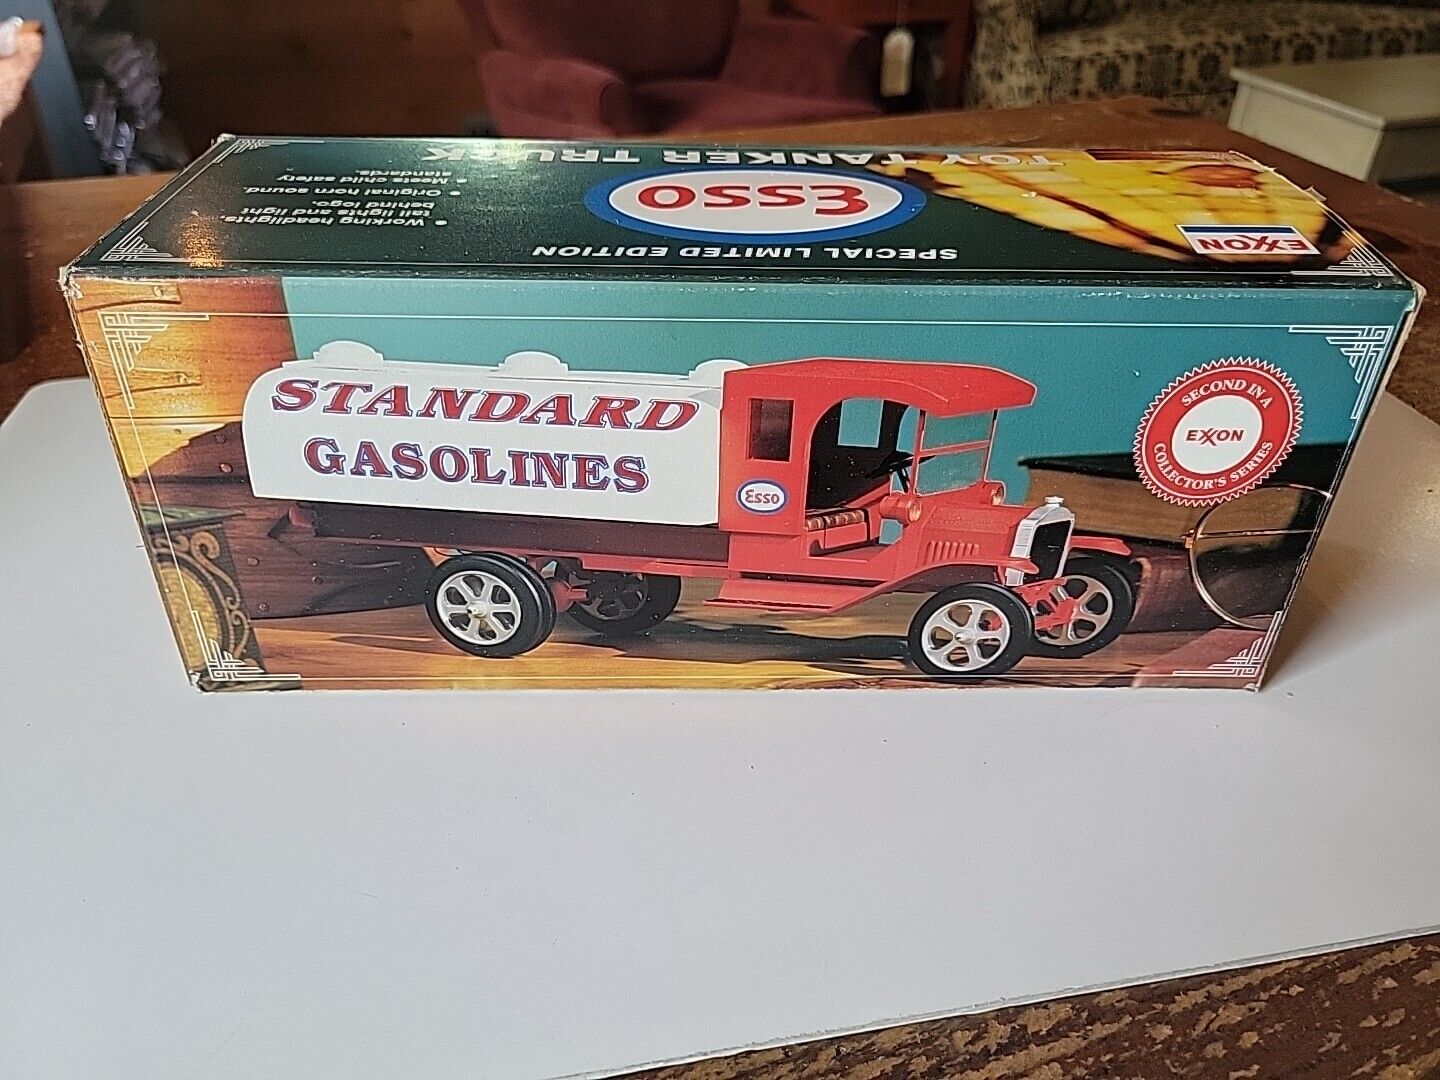 TOY TANKER TRUCK
Esso
SPECIAL LIMITED EDITION
EXXON
• Working headlights,
tail lights and light
behind logo.
• Original horn sound.
• Meets child safety
standards.
STANDARD
GASOLINES
Esso
SECOND IN A
EXXON
COLLECTOR'S SERIES